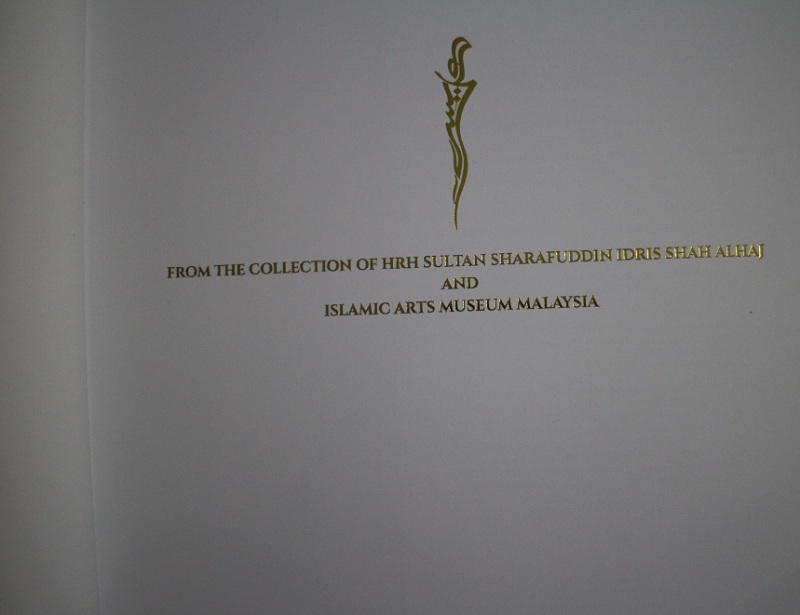 FROM THE COLLECTION OF HRH SULTAN SHARAFUDDIN IDRIS SHAH ALHAJ
AND
ISLAMIC ARTS MUSEUM MALAYSIA